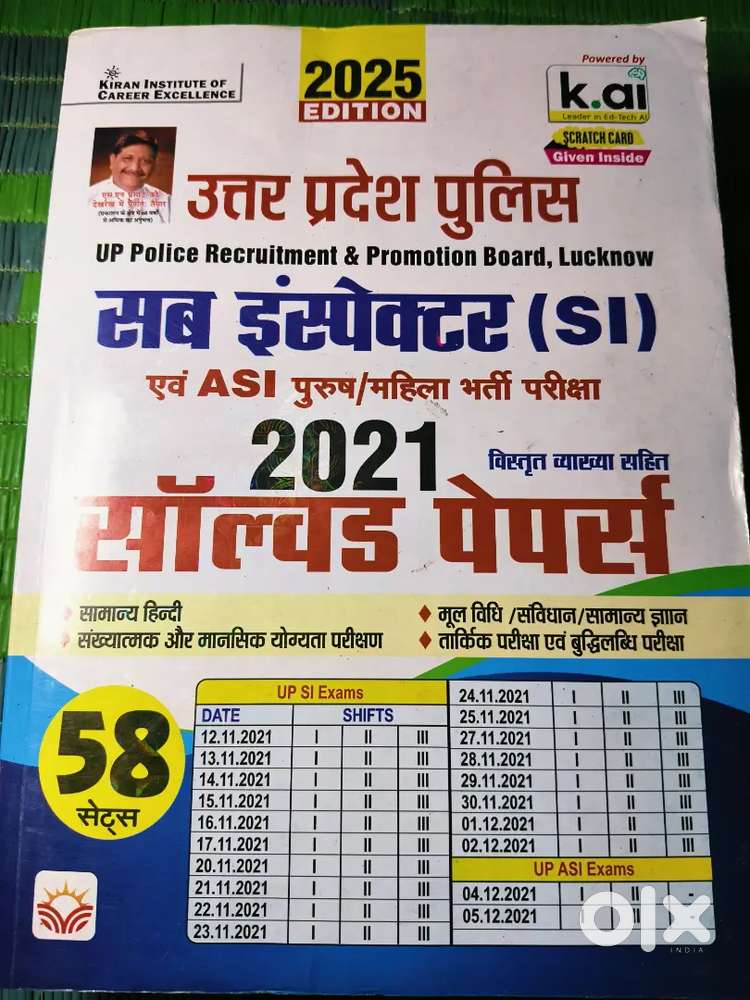 KIRAN INSTITUTE OF
CAREER EXCELLENCE
2025
EDITION
Powered by
k.ai
Leader in Ed-Tech AI
SCRATCH CARD
Given Inside
उत्तर प्रदेश पुलिस
UP Police Recruitment & Promotion Board, Lucknow
सब इंस्पेक्टर (SI)
एवं ASI पुरुष/महिला भर्ती परीक्षा
2021
विस्तृत व्याख्या सहित
सॉल्वड पेपर्स
सामान्य हिन्दी
संख्यात्मक और मानसिक योग्यता परीक्षण
मूल विधि /संविधान/सामान्य ज्ञान
तार्किक परीक्षा एवं बुद्धिलब्धि परीक्षा
58
सेट्स
UP SI Exams
DATE SHIFTS
12.11.2021 I II III
13.11.2021 I II III
14.11.2021 I II III
15.11.2021 I II III
16.11.2021 I II III
17.11.2021 I II III
20.11.2021 I II III
21.11.2021 I II III
22.11.2021 I II III
23.11.2021 I II III
24.11.2021 I II III
25.11.2021 I II III
27.11.2021 I II III
28.11.2021 I II III
29.11.2021 I II III
30.11.2021 I II III
01.12.2021 I II III
02.12.2021 I II III
UP ASI Exams
04.12.2021 I II -
05.12.2021 I II III
olx
INDIA